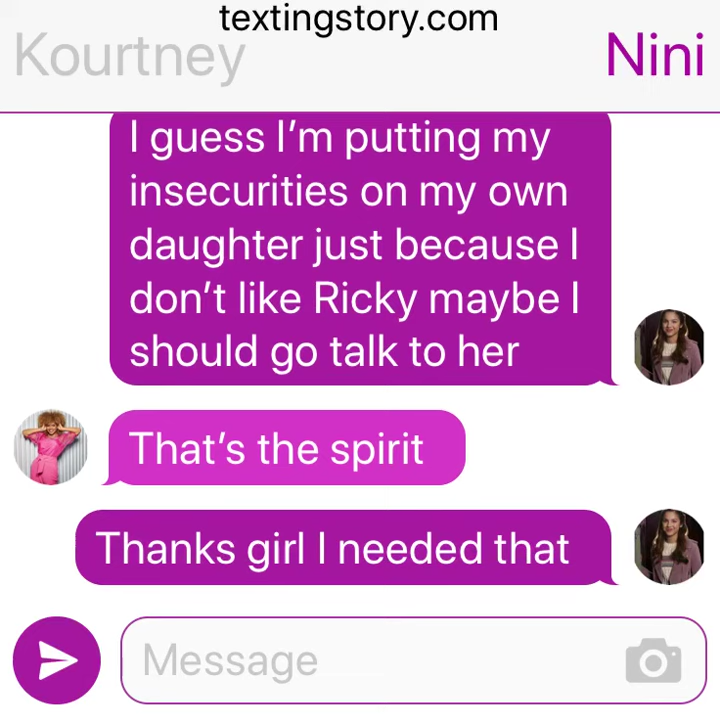 textingstory.com
Kourtney
Nini
I guess I’m putting my
insecurities on my own
daughter just because I
don’t like Ricky maybe I
should go talk to her
That’s the spirit
Thanks girl I needed that
Message